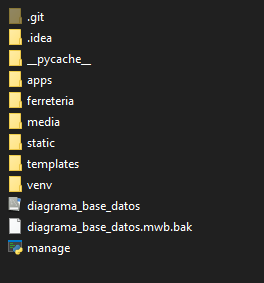 .git
.idea
__pycache__
apps
ferreteria
media
static
templates
venv
diagrama_base_datos
diagrama_base_datos.mwb.bak
manage